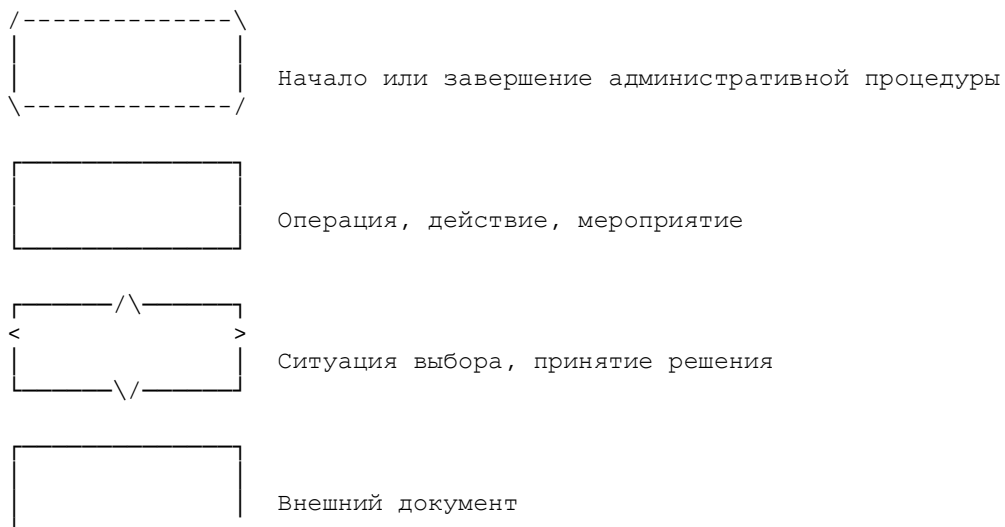 Начало или завершение административной процедуры
Операция, действие, мероприятие
Ситуация выбора, принятие решения
Внешний документ